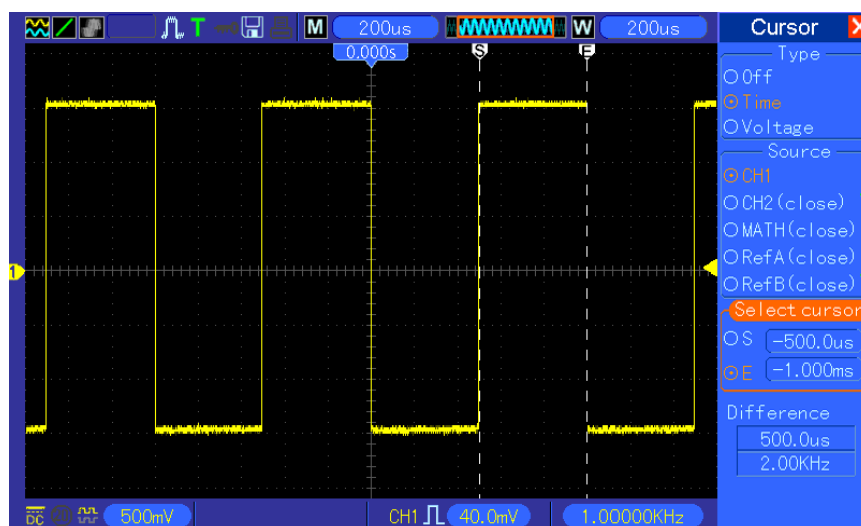 T M 200us W 200us
0.000s
S E
1
Cursor X
Type
Off
Time
Voltage
Source
CH1
CH2(close)
MATH(close)
RefA(close)
RefB(close)
Select cursor
S -500.0us
E -1.000ms
Difference
500.0us
2.00KHz
DC 500mV CH1 40.0mV 1.00000KHz